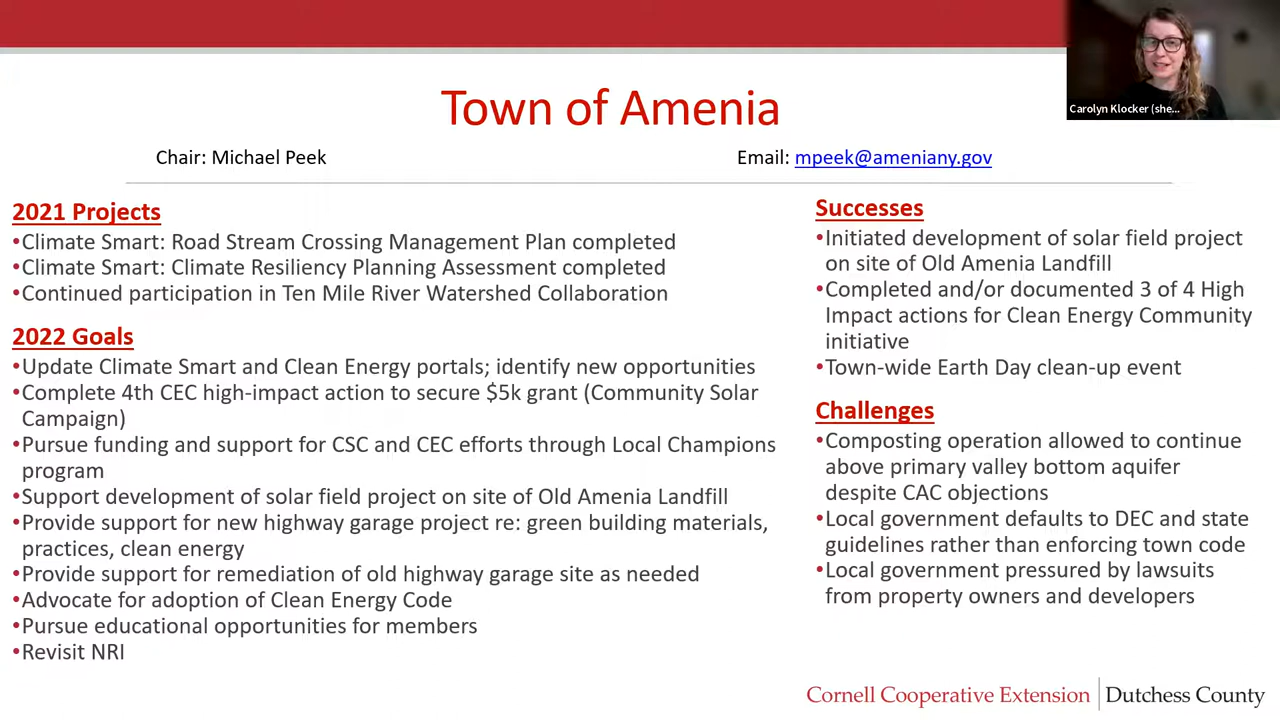 Carolyn Klocker (she...
Town of Amenia
Chair: Michael Peek
Email: mpeek@ameniany.gov
2021 Projects
•Climate Smart: Road Stream Crossing Management Plan completed
•Climate Smart: Climate Resiliency Planning Assessment completed
•Continued participation in Ten Mile River Watershed Collaboration
2022 Goals
•Update Climate Smart and Clean Energy portals; identify new opportunities
•Complete 4th CEC high-impact action to secure $5k grant (Community Solar
Campaign)
•Pursue funding and support for CSC and CEC efforts through Local Champions
program
•Support development of solar field project on site of Old Amenia Landfill
•Provide support for new highway garage project re: green building materials,
practices, clean energy
•Provide support for remediation of old highway garage site as needed
•Advocate for adoption of Clean Energy Code
•Pursue educational opportunities for members
•Revisit NRI
Successes
•Initiated development of solar field project
on site of Old Amenia Landfill
•Completed and/or documented 3 of 4 High
Impact actions for Clean Energy Community
initiative
•Town-wide Earth Day clean-up event
Challenges
•Composting operation allowed to continue
above primary valley bottom aquifer
despite CAC objections
•Local government defaults to DEC and state
guidelines rather than enforcing town code
•Local government pressured by lawsuits
from property owners and developers
Cornell Cooperative Extension | Dutchess County